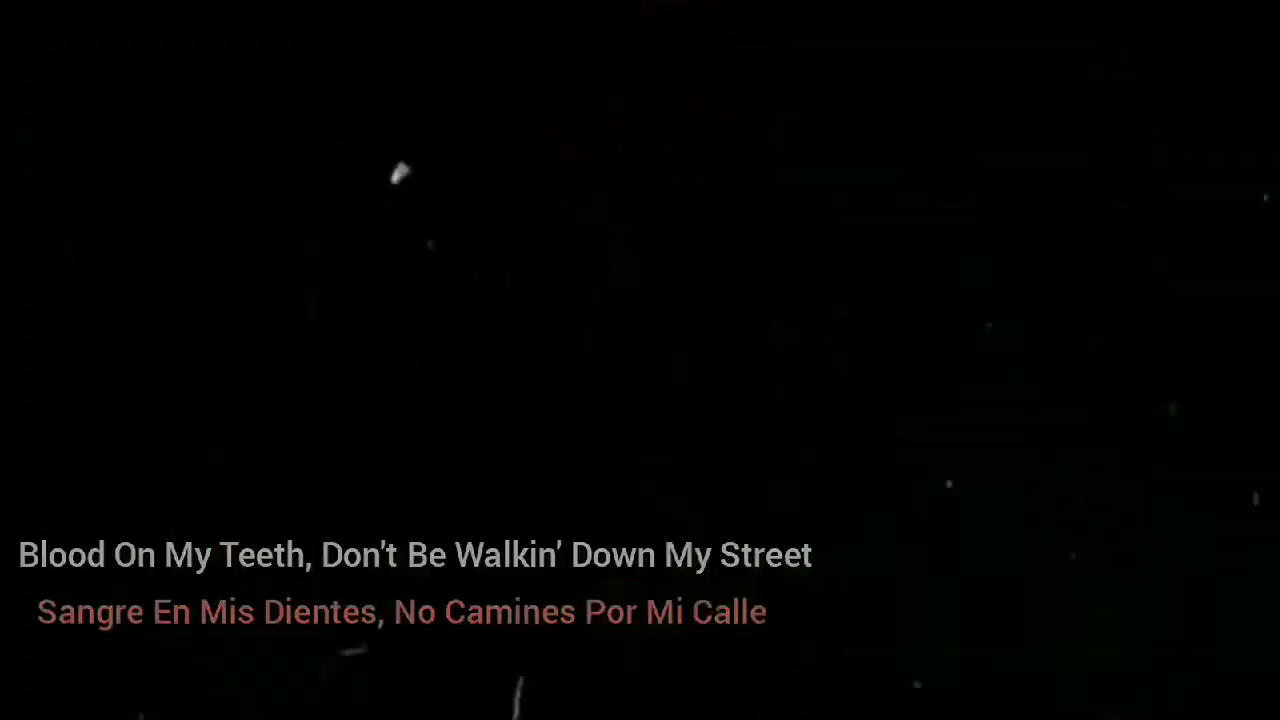 Blood On My Teeth, Don't Be Walkin' Down My Street
Sangre En Mis Dientes, No Camines Por Mi Calle